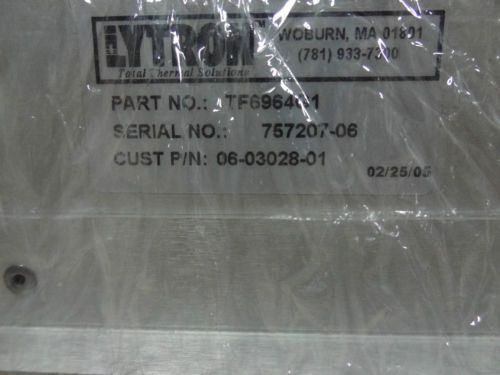 LYTRON™ WOBURN, MA 01801
Total Thermal Solutions (781) 933-7300
PART NO.:
SERIAL NO.: 757207-06
CUST P/N: 06-03028-01
02/25/05